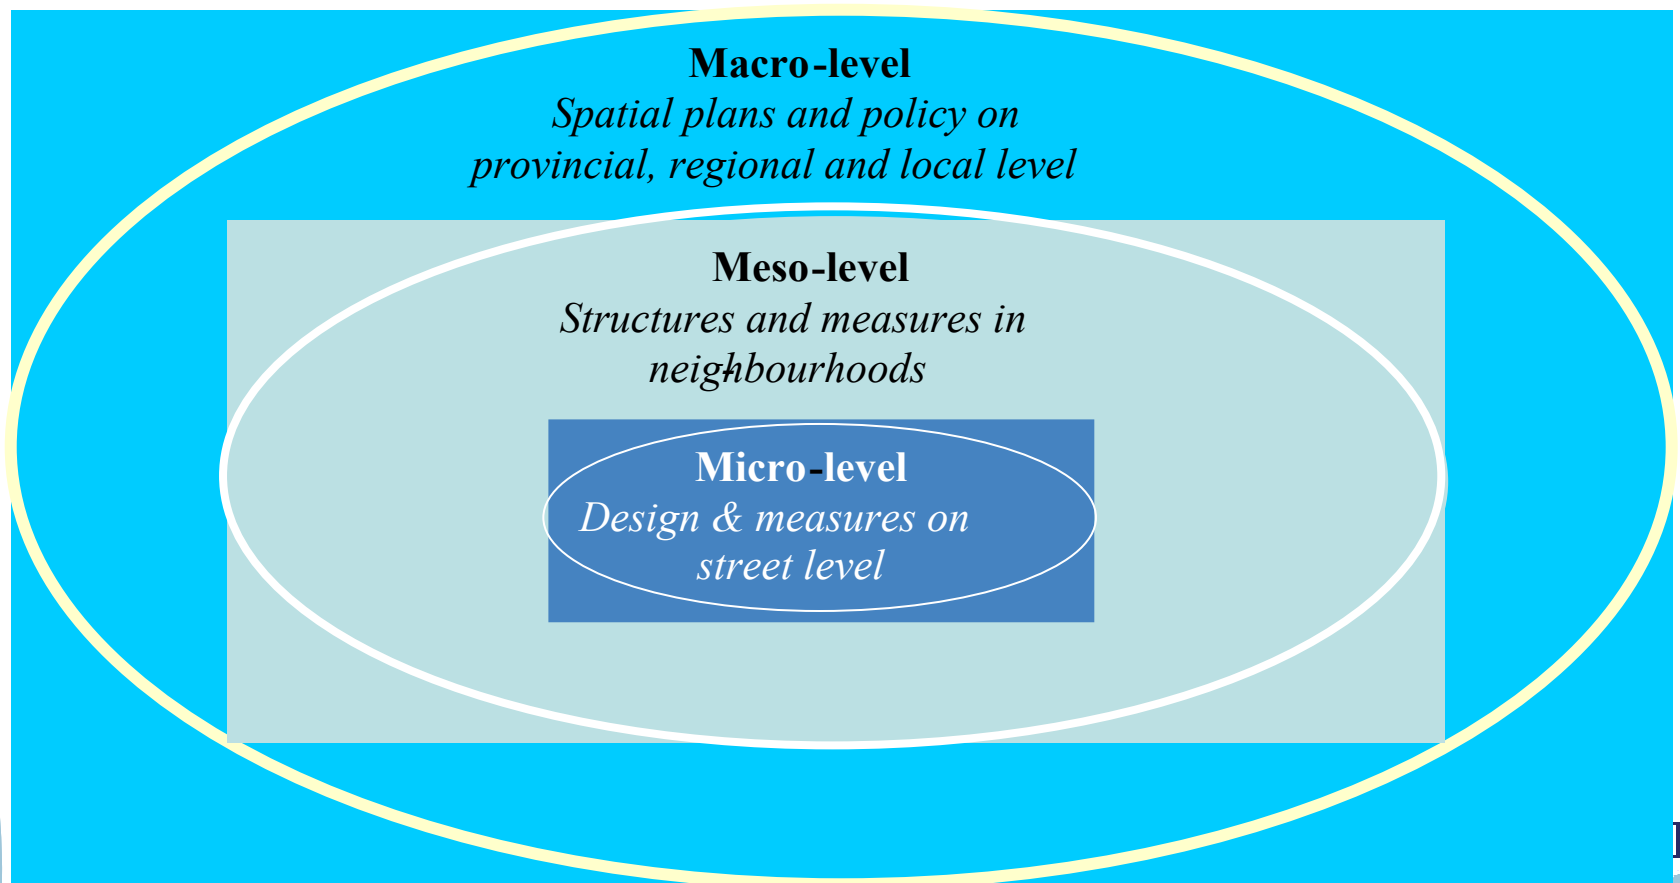 Macro-level
Spatial plans and policy on
provincial, regional and local level
Meso-level
Structures and measures in
neighbourhoods
Micro-level
Design & measures on
street level